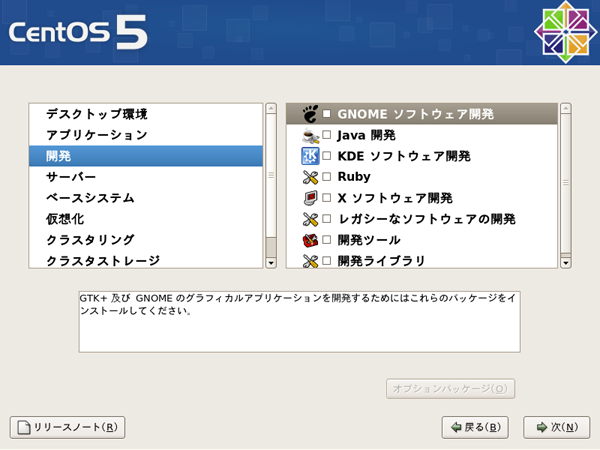 CentOS 5
デスクトップ環境
アプリケーション
開発
サーバー
ベースシステム
仮想化
クラスタリング
クラスタストレージ
GNOME ソフトウェア開発
Java 開発
KDE ソフトウェア開発
Ruby
X ソフトウェア開発
レガシーなソフトウェアの開発
開発ツール
開発ライブラリ
GTK+ 及び GNOME のグラフィカルアプリケーションを開発するためにはこれらのパッケージをイ
ンストールしてください。
オプションパッケージ(O)
リリースノート(R)
戻る(B)
次(N)